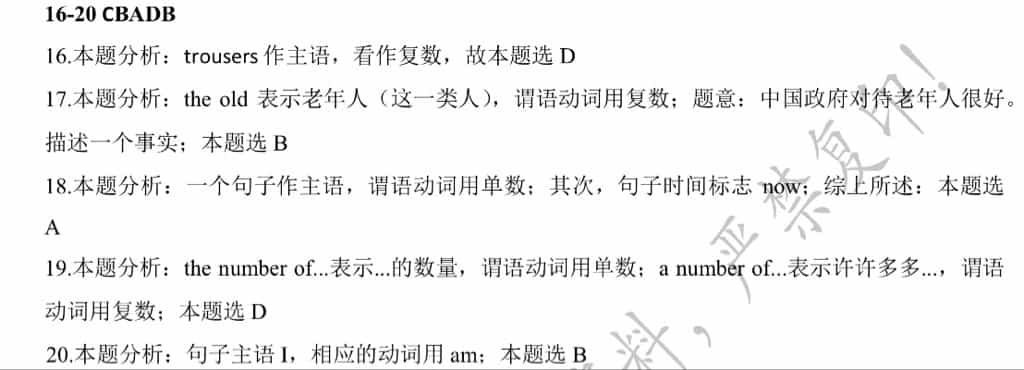 16-20 CBADB
16.本题分析：trousers 作主语，看作复数，故本题选 D
17.本题分析：the old 表示老年人（这一类人），谓语动词用复数；题意：中国政府对待老年人很好。
描述一个事实；本题选 B
18.本题分析：一个句子作主语，谓语动词用单数；其次，句子时间标志 now；综上所述：本题选
A
19.本题分析：the number of...表示...的数量，谓语动词用单数；a number of...表示许许多多...，谓语
动词用复数；本题选 D
20.本题分析：句子主语 I，相应的动词用 am；本题选 B
料，严禁复印！